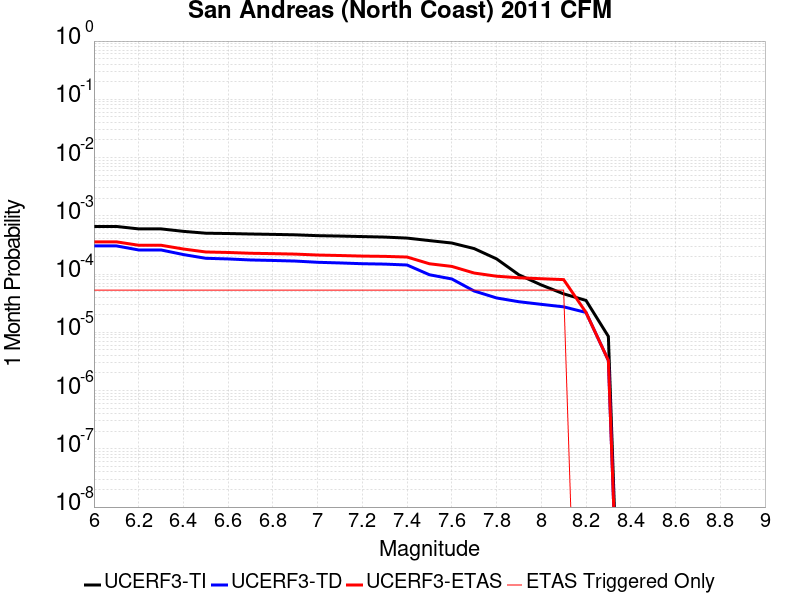 San Andreas (North Coast) 2011 CFM
10 0
10 -1
10 -2
10 -3
10 -4
10 -5
10 -6
10 -7
10 -8
1 Month Probability
6 6.2 6.4 6.6 6.8 7 7.2 7.4 7.6 7.8 8 8.2 8.4 8.6 8.8 9
Magnitude
UCERF3-TI UCERF3-TD UCERF3-ETAS ETAS Triggered Only